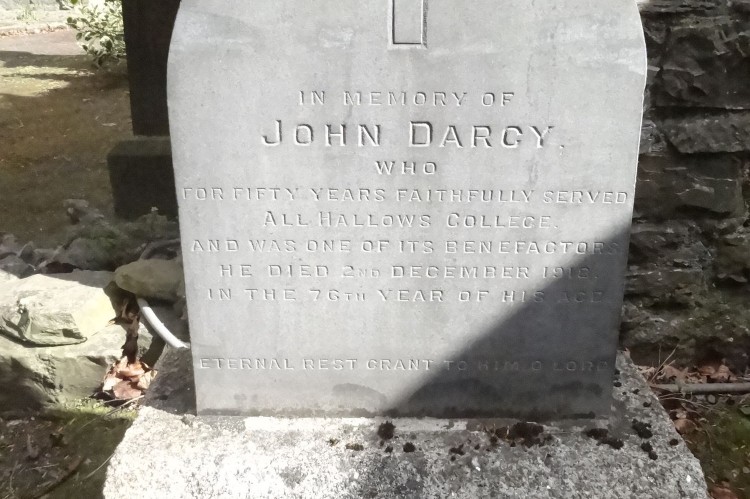 IN MEMORY OF
JOHN DARCY.
WHO
FOR FIFTY YEARS FAITHFULLY SERVED
ALL HALLOWS COLLEGE.
AND WAS ONE OF ITS BENEFACTORS
HE DIED 2ND DECEMBER 1912.
IN THE 76TH YEAR OF HIS AGE
ETERNAL REST GRANT TO HIM O LORD